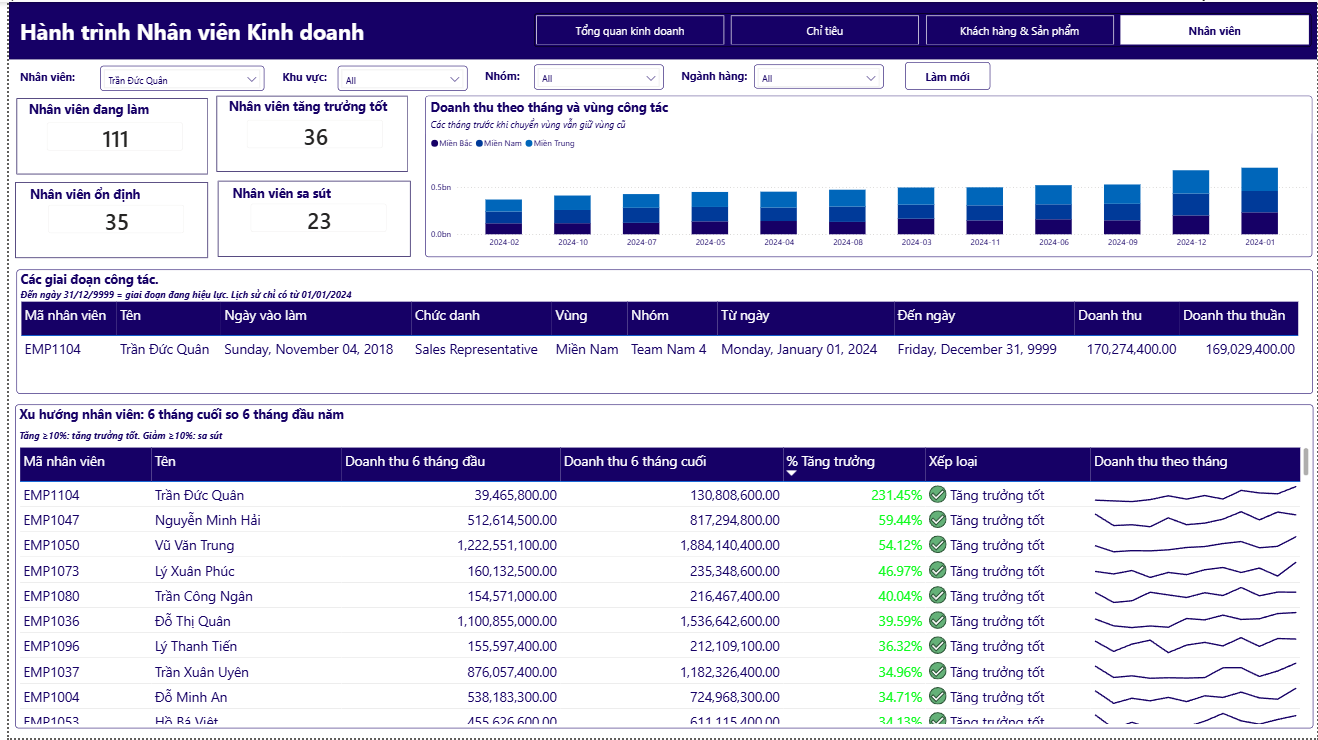 Hành trình Nhân viên Kinh doanh
Tổng quan kinh doanh
Chỉ tiêu
Khách hàng & Sản phẩm
Nhân viên
Nhân viên: Trần Đức Quân Khu vực: All Nhóm: All Ngành hàng: All Làm mới
Nhân viên đang làm
111
Nhân viên tăng trưởng tốt
36
Nhân viên ổn định
35
Nhân viên sa sút
23
Doanh thu theo tháng và vùng công tác
Các tháng trước khi chuyển vùng vẫn giữ vùng cũ
Miền Bắc Miền Nam Miền Trung
0.5bn
0.0bn
2024-02 2024-10 2024-07 2024-05 2024-04 2024-08 2024-03 2024-11 2024-06 2024-09 2024-12 2024-01
Các giai đoạn công tác.
Đến ngày 31/12/9999 = giai đoạn đang hiệu lực. Lịch sử chỉ có từ 01/01/2024
Mã nhân viên Tên Ngày vào làm Chức danh Vùng Nhóm Từ ngày Đến ngày Doanh thu Doanh thu thuần
EMP1104 Trần Đức Quân Sunday, November 04, 2018 Sales Representative Miền Nam Team Nam 4 Monday, January 01, 2024 Friday, December 31, 9999 170,274,400.00 169,029,400.00
Xu hướng nhân viên: 6 tháng cuối so 6 tháng đầu năm
Tăng ≥10%: tăng trưởng tốt. Giảm ≥10%: sa sút
Mã nhân viên Tên Doanh thu 6 tháng đầu Doanh thu 6 tháng cuối % Tăng trưởng Xếp loại Doanh thu theo tháng
EMP1104 Trần Đức Quân 39,465,800.00 130,808,600.00 231.45% Tăng trưởng tốt
EMP1047 Nguyễn Minh Hải 512,614,500.00 817,294,800.00 59.44% Tăng trưởng tốt
EMP1050 Vũ Văn Trung 1,222,551,100.00 1,884,140,400.00 54.12% Tăng trưởng tốt
EMP1073 Lý Xuân Phúc 160,132,500.00 235,348,600.00 46.97% Tăng trưởng tốt
EMP1080 Trần Công Ngân 154,571,000.00 216,467,400.00 40.04% Tăng trưởng tốt
EMP1036 Đỗ Thị Quân 1,100,855,000.00 1,536,642,600.00 39.59% Tăng trưởng tốt
EMP1096 Lý Thanh Tiến 155,597,400.00 212,109,100.00 36.32% Tăng trưởng tốt
EMP1037 Trần Xuân Uyên 876,057,400.00 1,182,326,400.00 34.96% Tăng trưởng tốt
EMP1004 Đỗ Minh An 538,183,300.00 724,968,300.00 34.71% Tăng trưởng tốt
EMP1053 Hồ Bá Việt 455,626,600.00 611,115,400.00 34.13% Tăng trưởng tốt